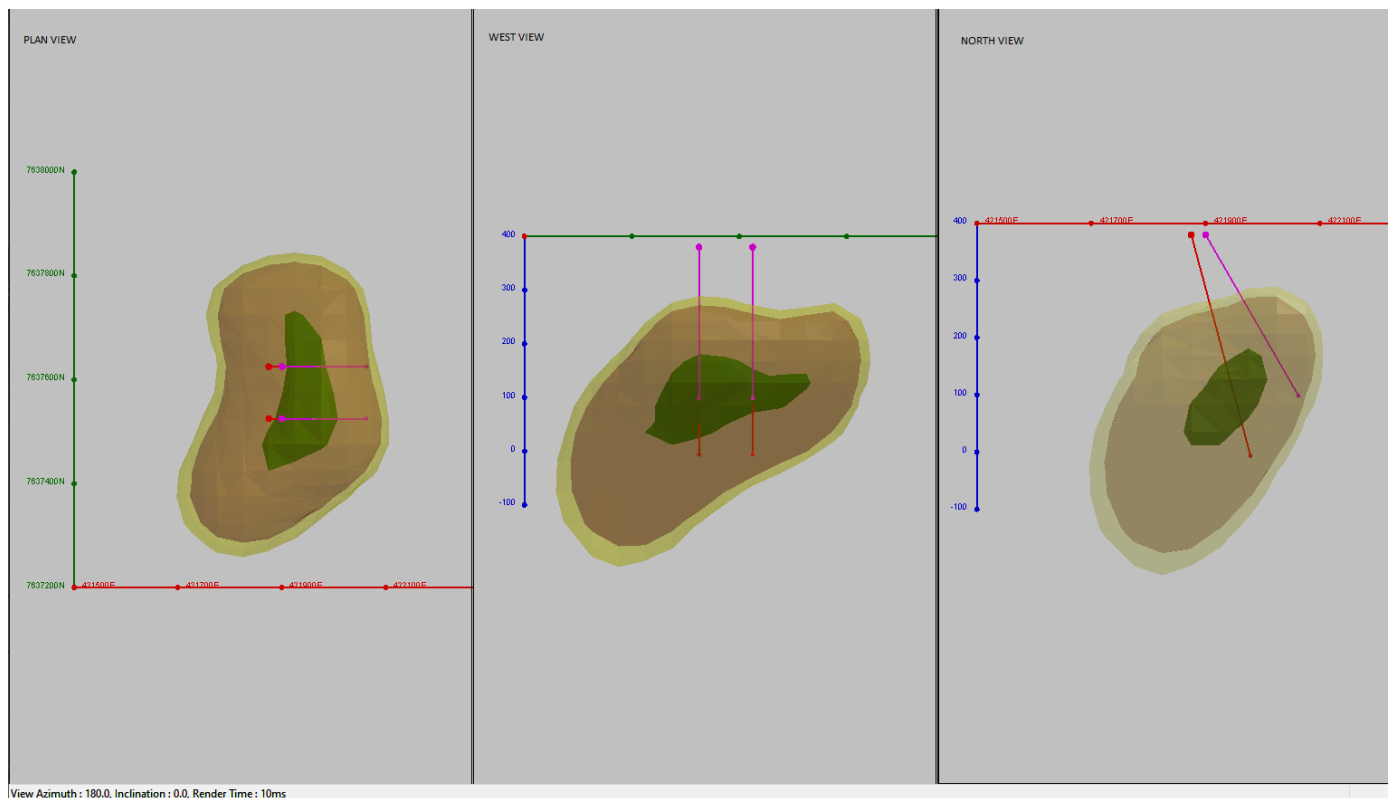 PLAN VIEW
WEST VIEW
NORTH VIEW
7638000N
7637800N
7637600N
7637400N
7637200N
421500E
421700E
421900E
422100E
400
300
200
100
0
-100
400
421500E
421700E
421900E
422100E
300
200
100
0
-100
View Azimuth : 180.0, Inclination : 0.0, Render Time : 10ms